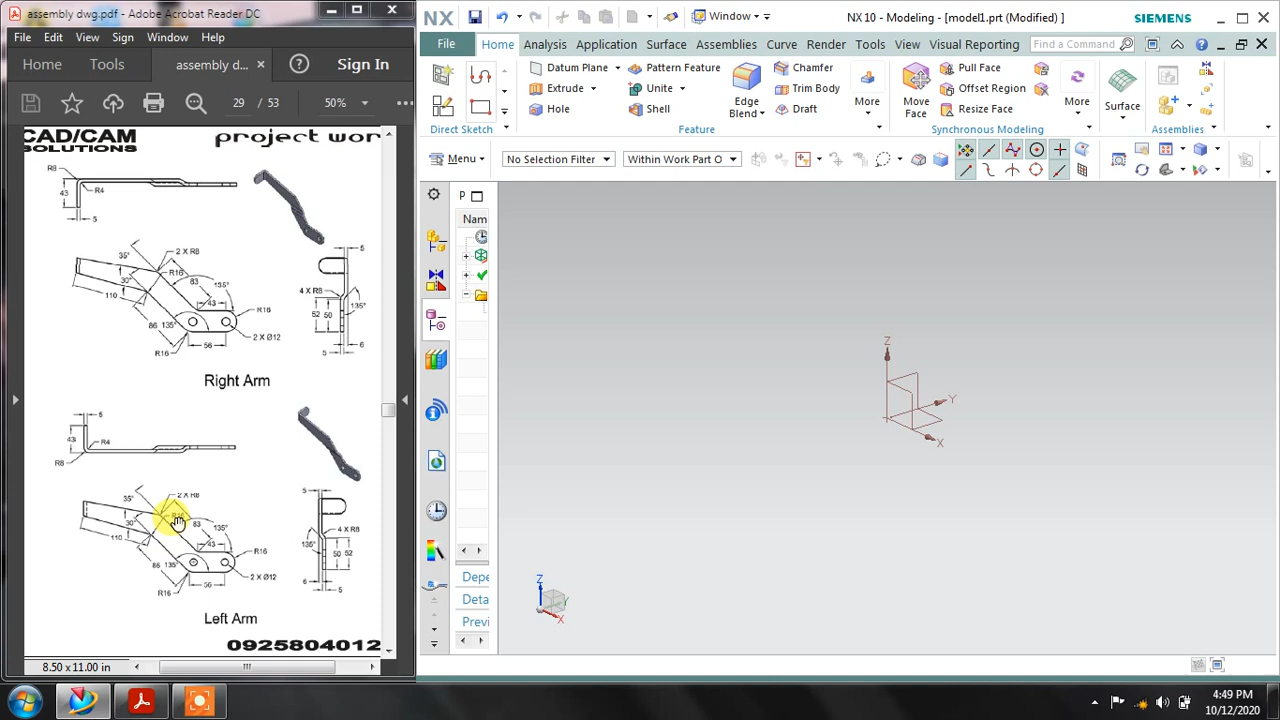 assembly dwg.pdf - Adobe Acrobat Reader DC
File Edit View Sign Window Help
Home Tools assembly d... × Sign In
29 / 53 50%
CAD/CAM project wor
SOLUTIONS
R8
R4
43
5
35°
2 X R8
R16
30°
83
135°
110
43
R16
86 135°
2 X Ø12
R16
56
5
4 X R8
52 50
135°
5
6
Right Arm
5
43
R4
R8
35°
2 X R8
R16
30°
83
135°
110
43
R16
86 135°
2 X Ø12
R16
56
5
4 X R8
135°
50 52
6
5
Left Arm
0925804012
8.50 x 11.00 in
NX Window NX 10 - Modeling - [model1.prt (Modified) ] SIEMENS
File Home Analysis Application Surface Assemblies Curve Render Tools View Visual Reporting Find a Command
Datum Plane Pattern Feature Chamfer Pull Face
Extrude Unite Trim Body Offset Region
Hole Shell Draft Resize Face
Edge Blend More Move Face More Surface
Direct Sketch Feature Synchronous Modeling Assemblies
Menu No Selection Filter Within Work Part O
P
Nam
Depe
Deta
Previ
Z
Y
X
Z
Y
X
4:49 PM
10/12/2020